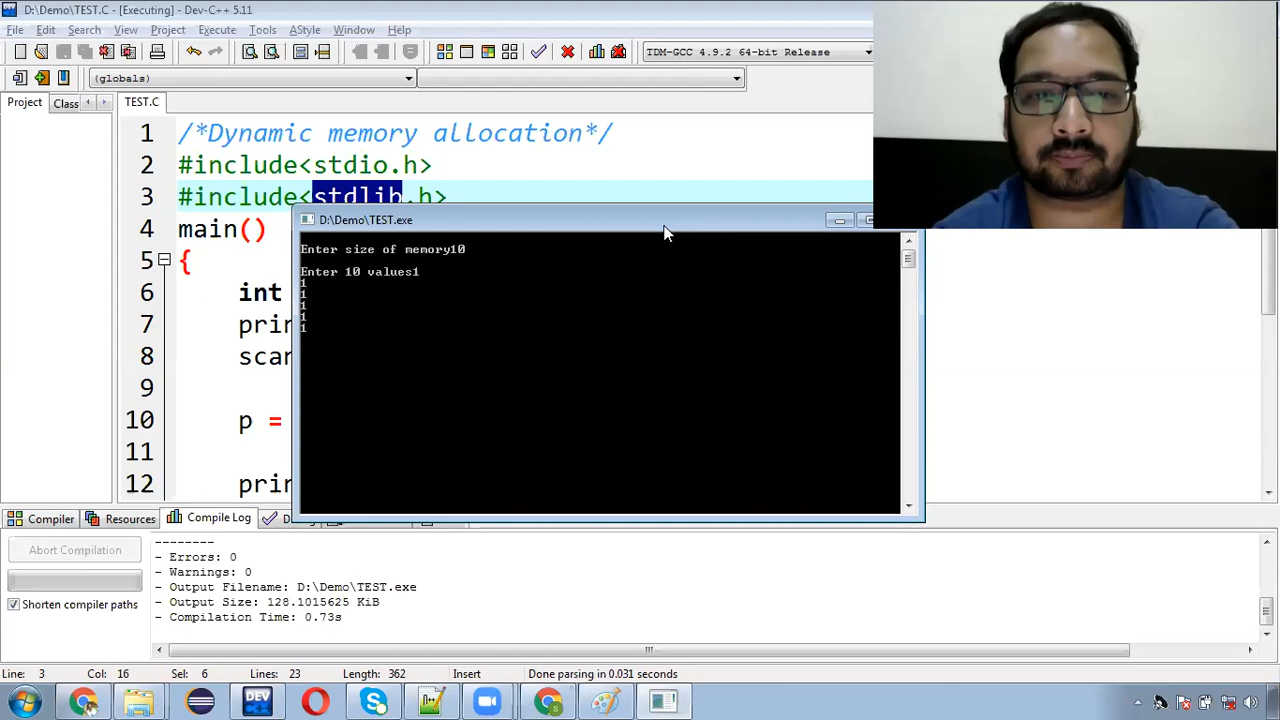 D:\Demo\TEST.C - [Executing] - Dev-C++ 5.11
File Edit Search View Project Execute Tools AStyle Window Help
TDM-GCC 4.9.2 64-bit Release
(globals)
Project Class TEST.C
1 /*Dynamic memory allocation*/
2 #include<stdio.h>
3 #include<stdlib.h>
4 main()
5 {
6 int
7 prin
8 scan
9
10 p =
11
12 prin
D:\Demo\TEST.exe
Enter size of memory10
Enter 10 values1
1
1
1
1
1
Compiler Resources Compile Log
Abort Compilation
Shorten compiler paths
--------
- Errors: 0
- Warnings: 0
- Output Filename: D:\Demo\TEST.exe
- Output Size: 128.1015625 KiB
- Compilation Time: 0.73s
Line: 3 Col: 16 Sel: 6 Lines: 23 Length: 362 Insert Done parsing in 0.031 seconds
DEV